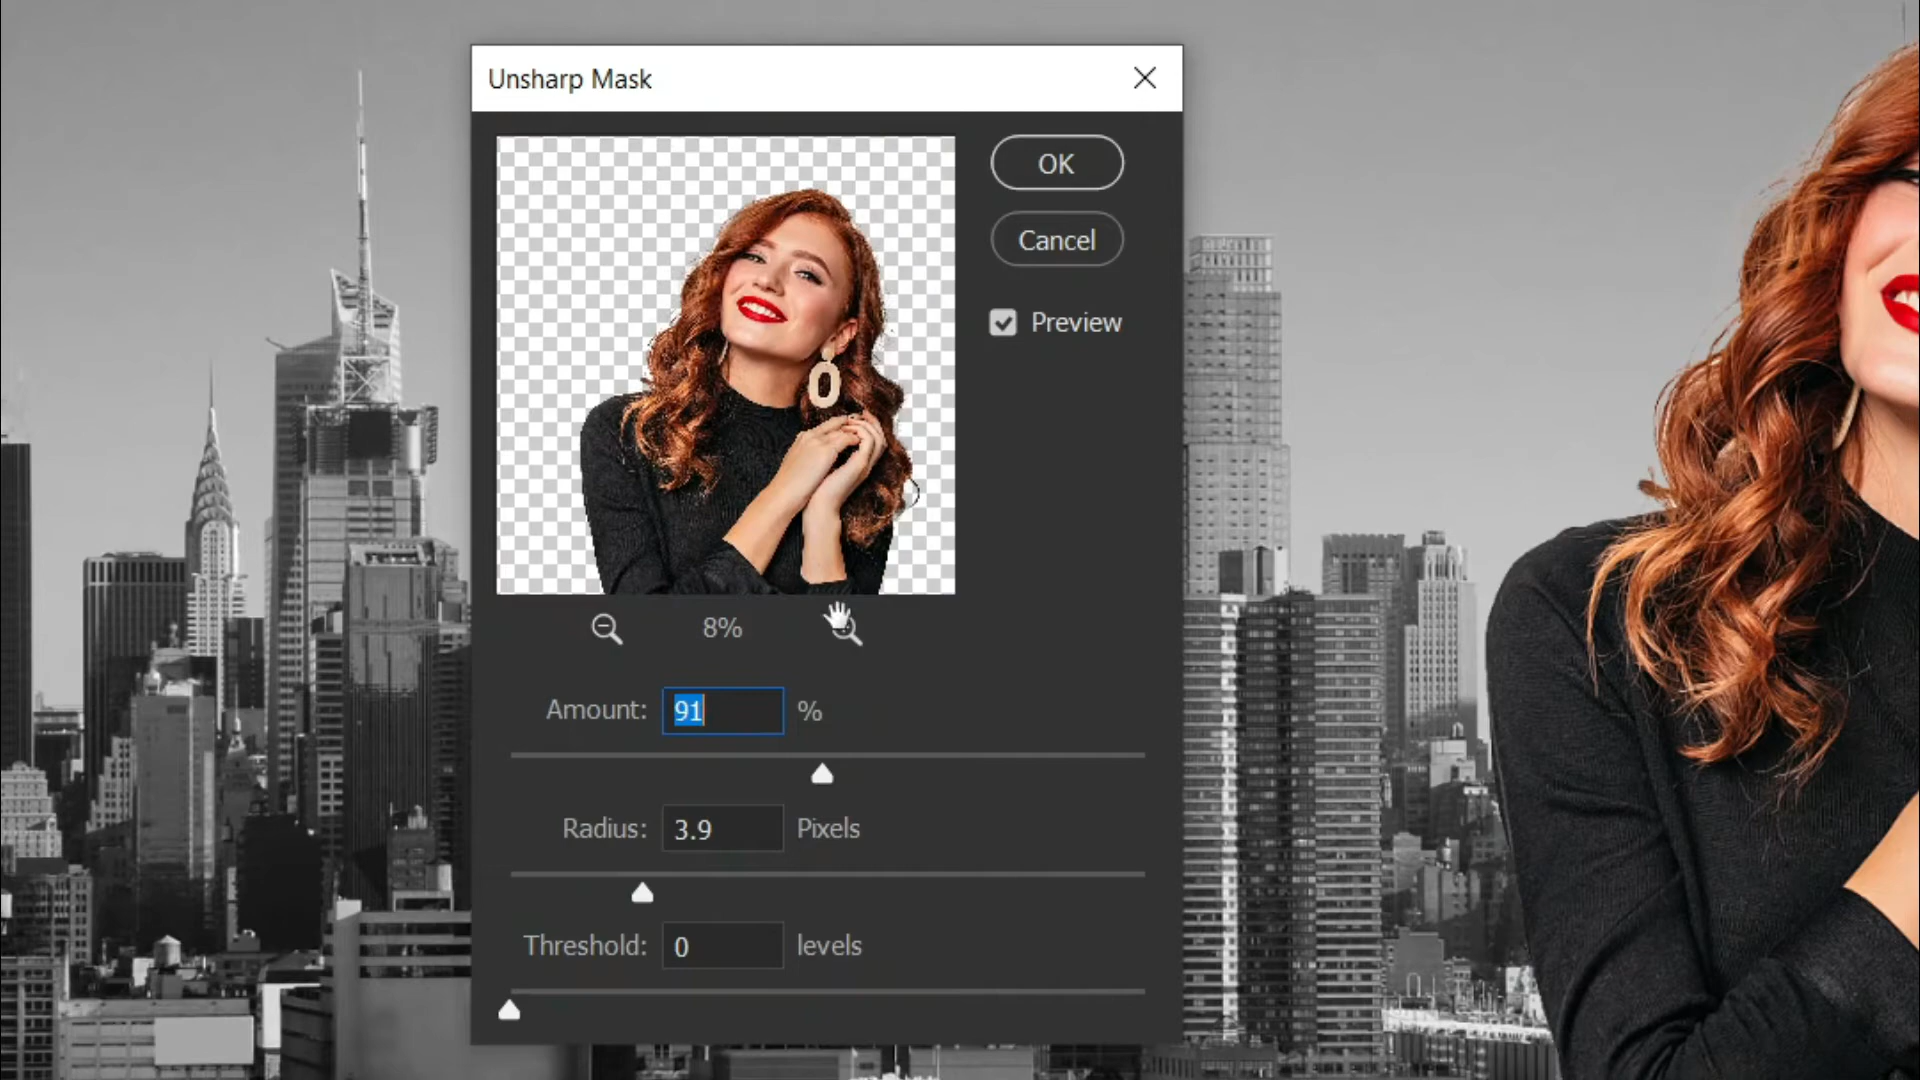 Unsharp Mask
OK
Cancel
Preview
8%
Amount: 91 %
Radius: 3.9 Pixels
Threshold: 0 levels